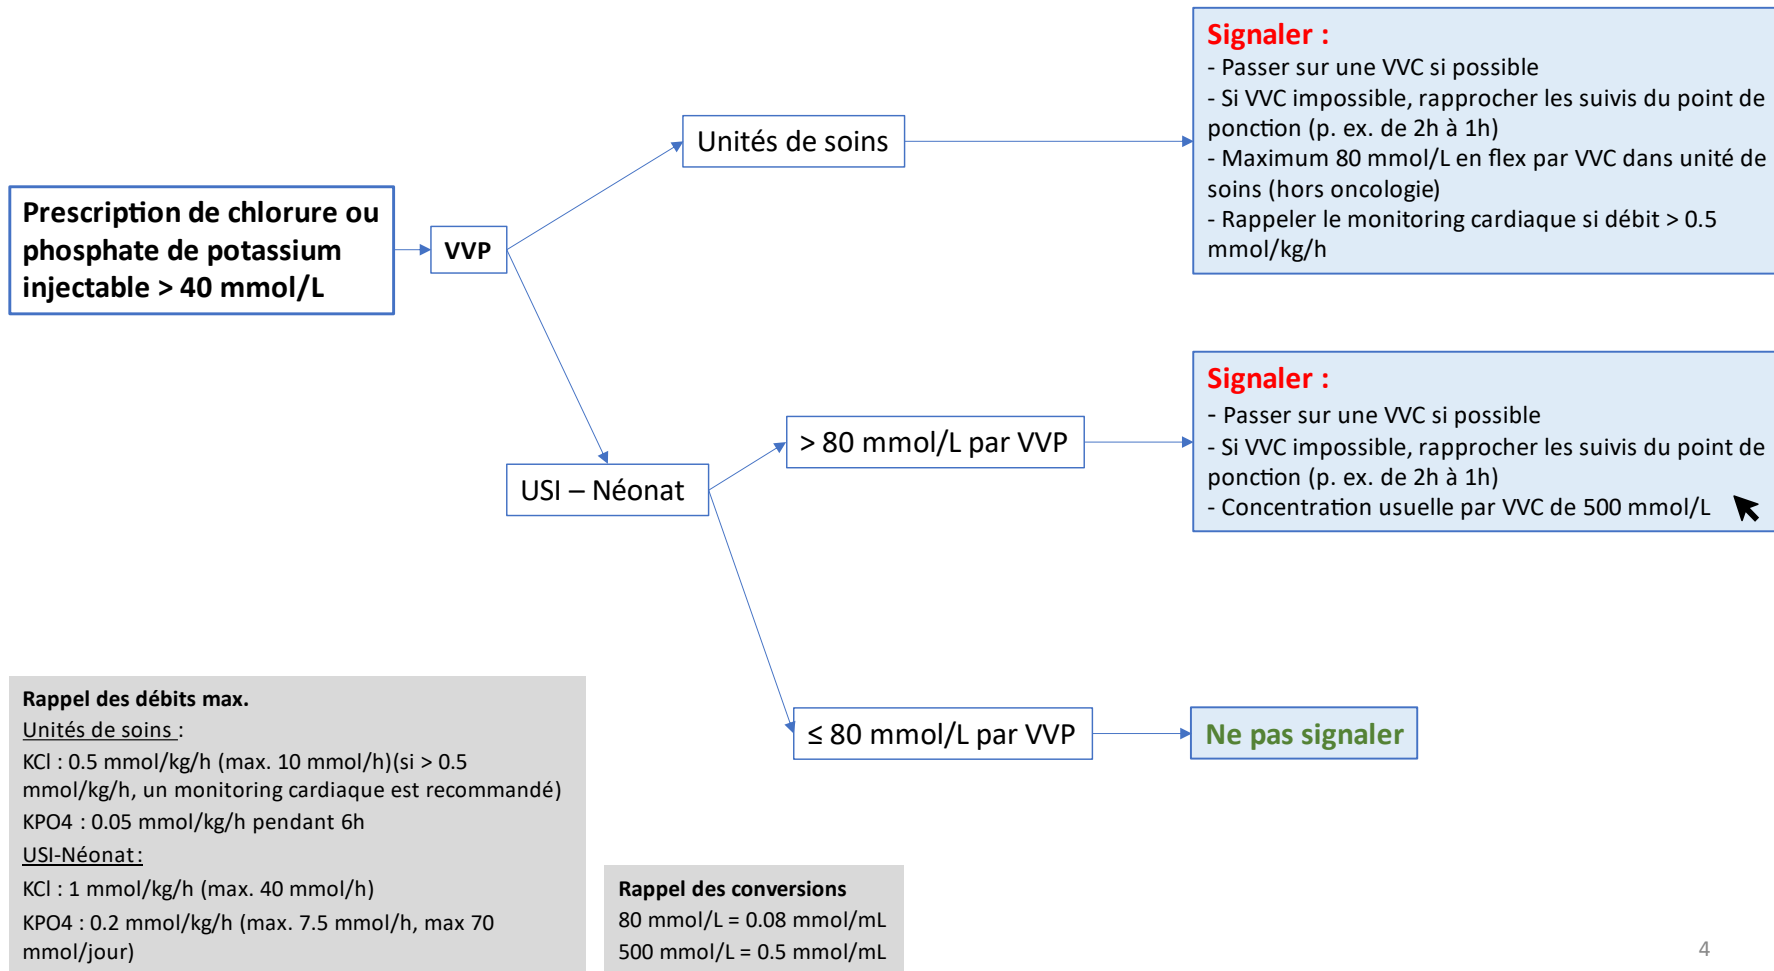 Prescription de chlorure ou
phosphate de potassium
injectable > 40 mmol/L
VVP
Unités de soins
Signaler :
- Passer sur une VVC si possible
- Si VVC impossible, rapprocher les suivis du point de
ponction (p. ex. de 2h à 1h)
- Maximum 80 mmol/L en flex par VVC dans unité de
soins (hors oncologie)
- Rappeler le monitoring cardiaque si débit > 0.5
mmol/kg/h
USI – Néonat
> 80 mmol/L par VVP
Signaler :
- Passer sur une VVC si possible
- Si VVC impossible, rapprocher les suivis du point de
ponction (p. ex. de 2h à 1h)
- Concentration usuelle par VVC de 500 mmol/L
≤ 80 mmol/L par VVP
Ne pas signaler
Rappel des débits max.
Unités de soins :
KCl : 0.5 mmol/kg/h (max. 10 mmol/h)(si > 0.5
mmol/kg/h, un monitoring cardiaque est recommandé)
KPO4 : 0.05 mmol/kg/h pendant 6h
USI-Néonat :
KCl : 1 mmol/kg/h (max. 40 mmol/h)
KPO4 : 0.2 mmol/kg/h (max. 7.5 mmol/h, max 70
mmol/jour)
Rappel des conversions
80 mmol/L = 0.08 mmol/mL
500 mmol/L = 0.5 mmol/mL
4